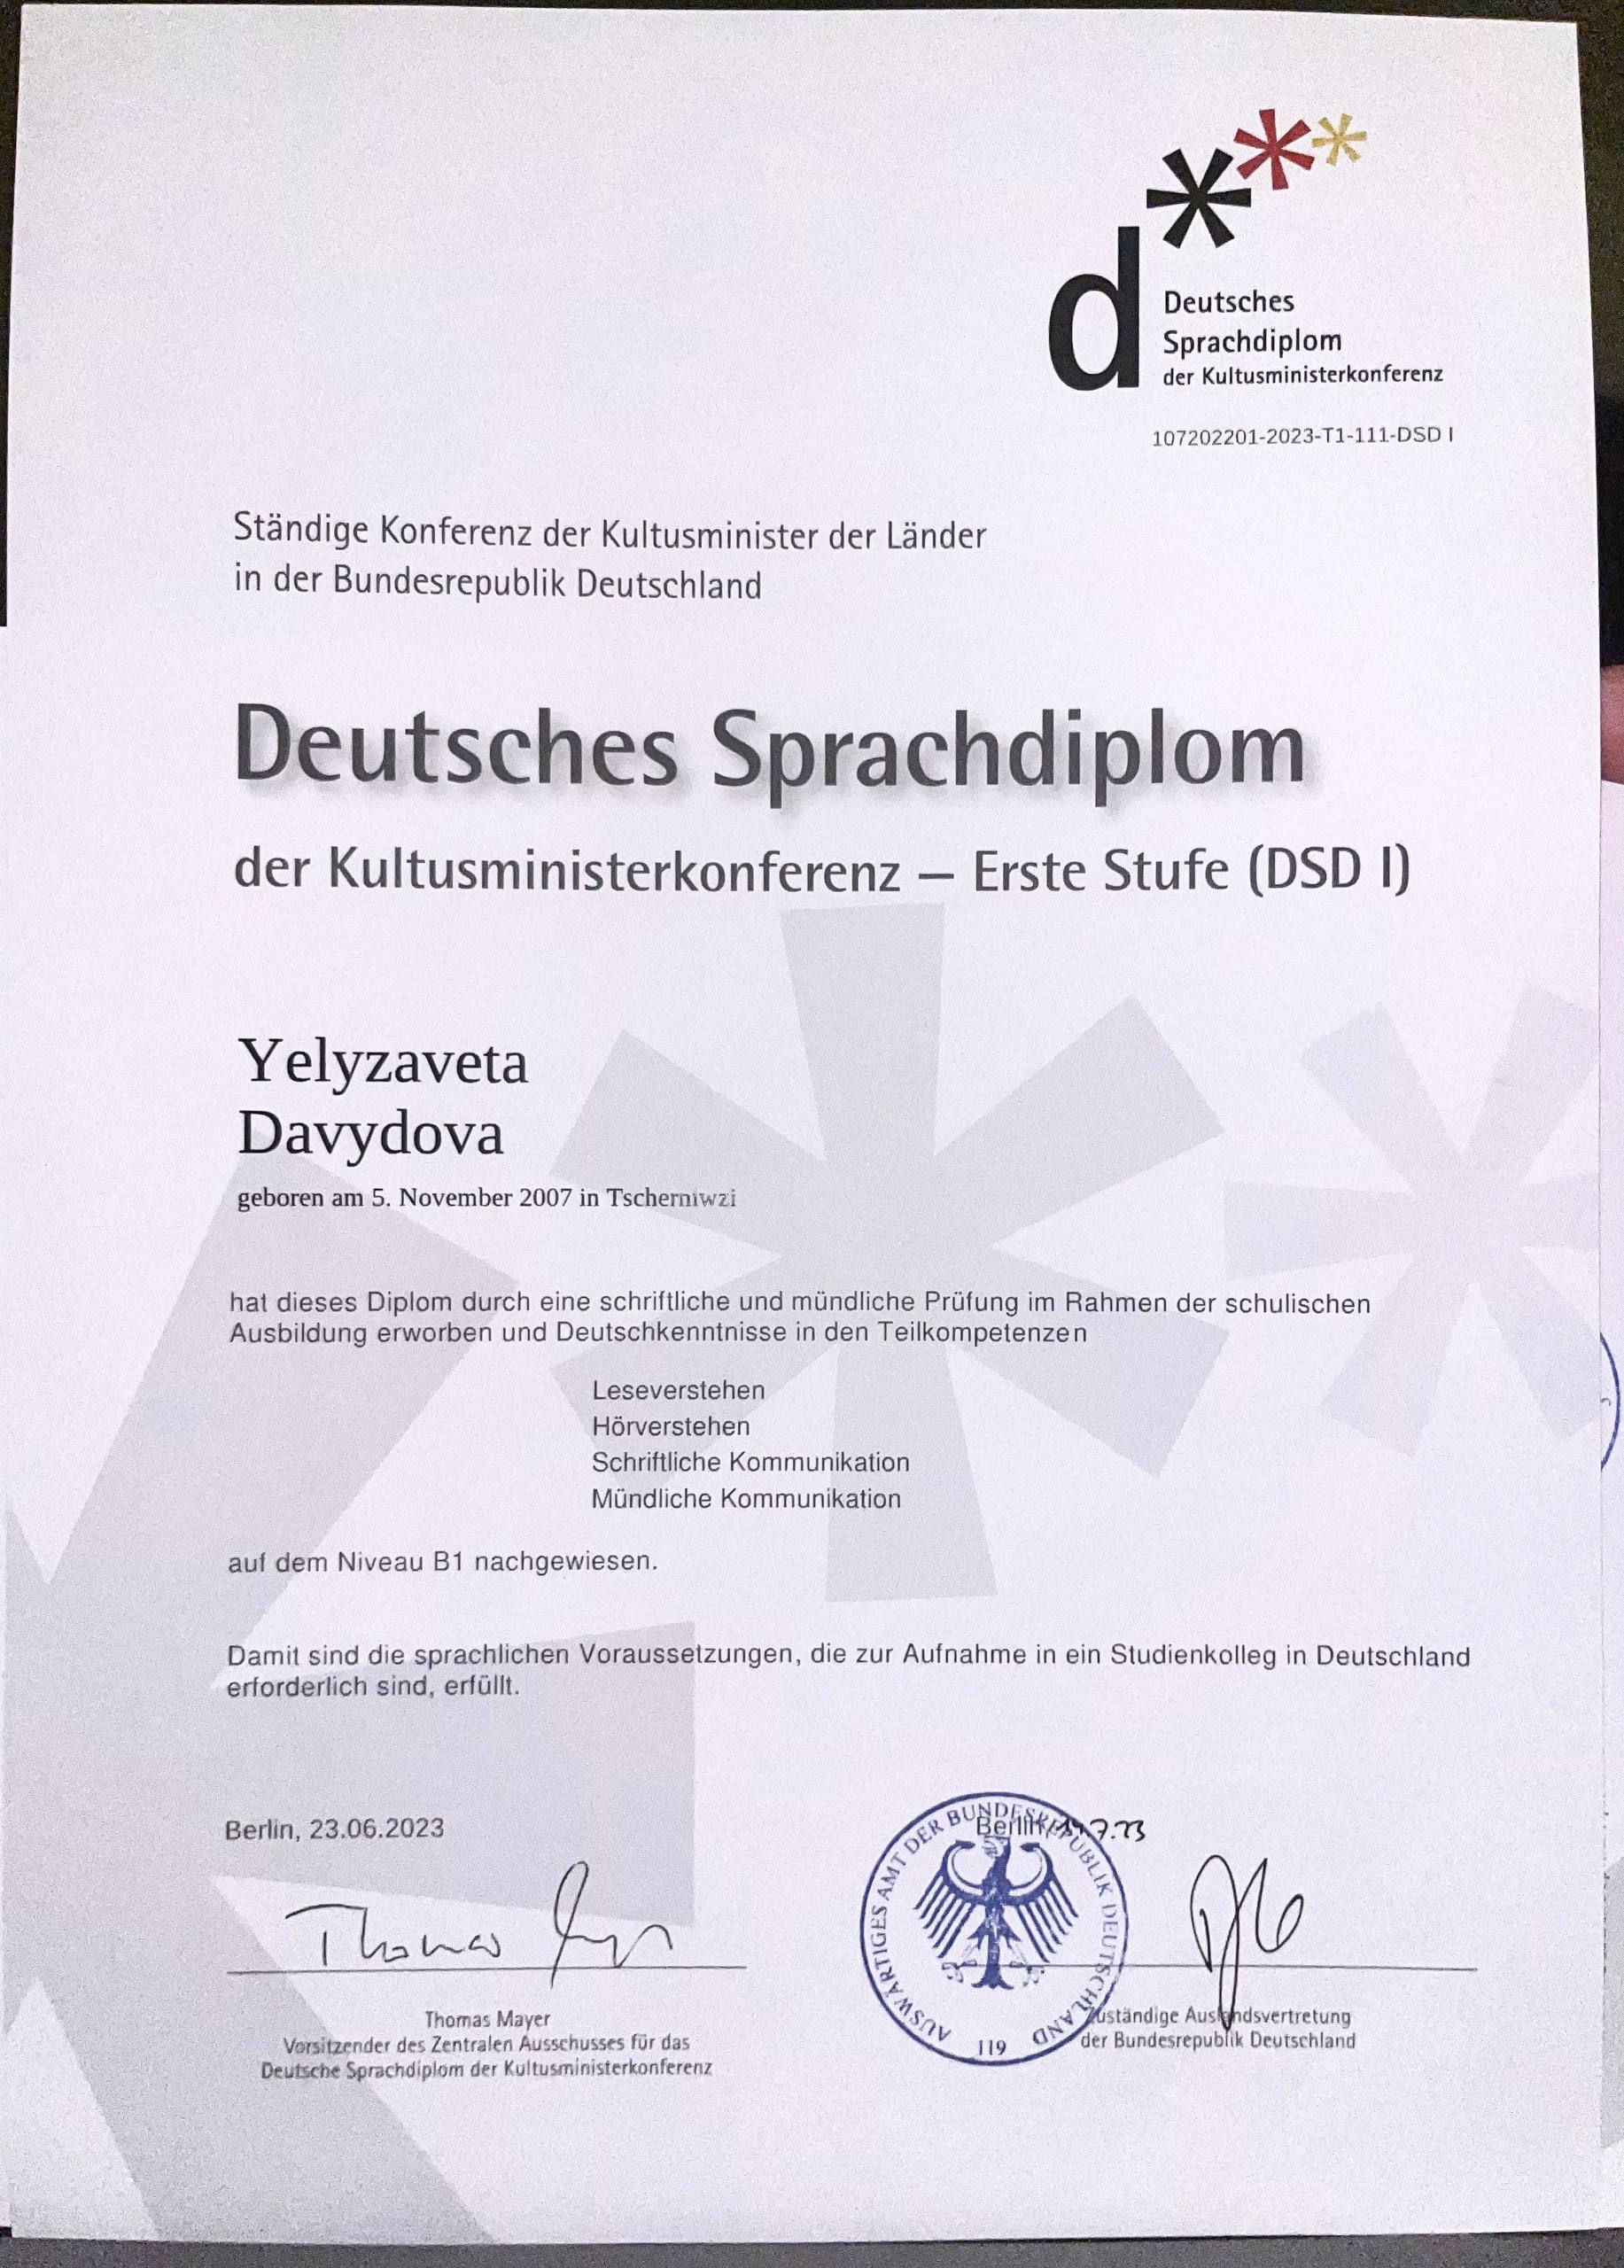 d
Deutsches
Sprachdiplom
der Kultusministerkonferenz
107202201-2023-T1-111-DSD I
Ständige Konferenz der Kultusminister der Länder
in der Bundesrepublik Deutschland
Deutsches Sprachdiplom
der Kultusministerkonferenz — Erste Stufe (DSD I)
Yelyzaveta
Davydova
geboren am 5. November 2007 in Tscherniwzi
hat dieses Diplom durch eine schriftliche und mündliche Prüfung im Rahmen der schulischen
Ausbildung erworben und Deutschkenntnisse in den Teilkompetenzen
Leseverstehen
Hörverstehen
Schriftliche Kommunikation
Mündliche Kommunikation
auf dem Niveau B1 nachgewiesen.
Damit sind die sprachlichen Voraussetzungen, die zur Aufnahme in ein Studienkolleg in Deutschland
erforderlich sind, erfüllt.
Berlin, 23.06.2023
Berlin,
AUSWÄRTIGES AMT DER BUNDESREPUBLIK DEUTSCHLAND
119
Thomas
Thomas Mayer
Vorsitzender des Zentralen Ausschusses für das
Deutsche Sprachdiplom der Kultusministerkonferenz
Zuständige Auslandsvertretung
der Bundesrepublik Deutschland